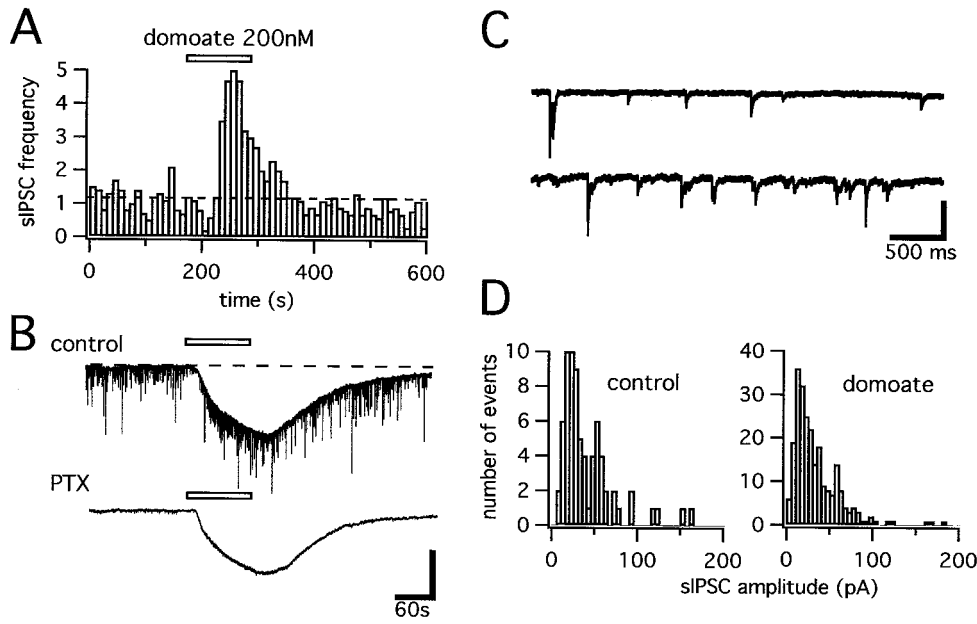 A
domoate 200nM
sIPSC frequency
5
4
3
2
1
0
0
200
400
600
time (s)
B
control
PTX
60s
C
500 ms
D
number of events
10
8
6
4
2
0
control
0
100
200
40
30
20
10
0
domoate
0
100
200
sIPSC amplitude (pA)